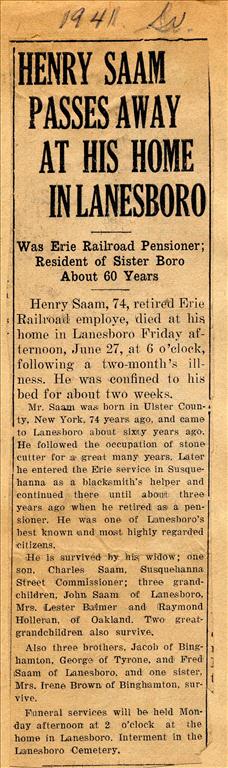 1941
HENRY SAAM
PASSES AWAY
AT HIS HOME
IN LANESBORO
Was Erie Railroad Pensioner;
Resident of Sister Boro
About 60 Years
Henry Saam, 74, retired Erie
Railroad employe, died at his
home in Lanesboro Friday af-
ternoon, June 27, at 6 o'clock,
following a two-month's ill-
ness. He was confined to his
bed for about two weeks.
Mr. Saam was born in Ulster Coun-
ty, New York, 74 years ago, and came
to Lanesboro about sixty years ago.
He followed the occupation of stone
cutter for a great many years. Later
he entered the Erie service in Susque-
hanna as a blacksmith's helper and
continued there until about three
years ago when he retired as a pen-
sioner. He was one of Lanesboro's
best known and most highly regarded
citizens.
He is survived by his widow; one
son, Charles Saam, Susquehanna
Street Commissioner; three grand-
children, John Saam of Lanesboro,
Mrs. Lester Balmer and Raymond
Holleran, of Oakland. Two great-
grandchildren also survive.
Also three brothers, Jacob of Bing-
hamton, George of Tyrone, and Fred
Saam of Lanesboro, and one sister,
Mrs. Irene Brown of Binghamton, sur-
vive.
Funeral services will be held Mon-
day afternoon at 2 o'clock at the
home in Lanesboro. Interment in the
Lanesboro Cemetery.